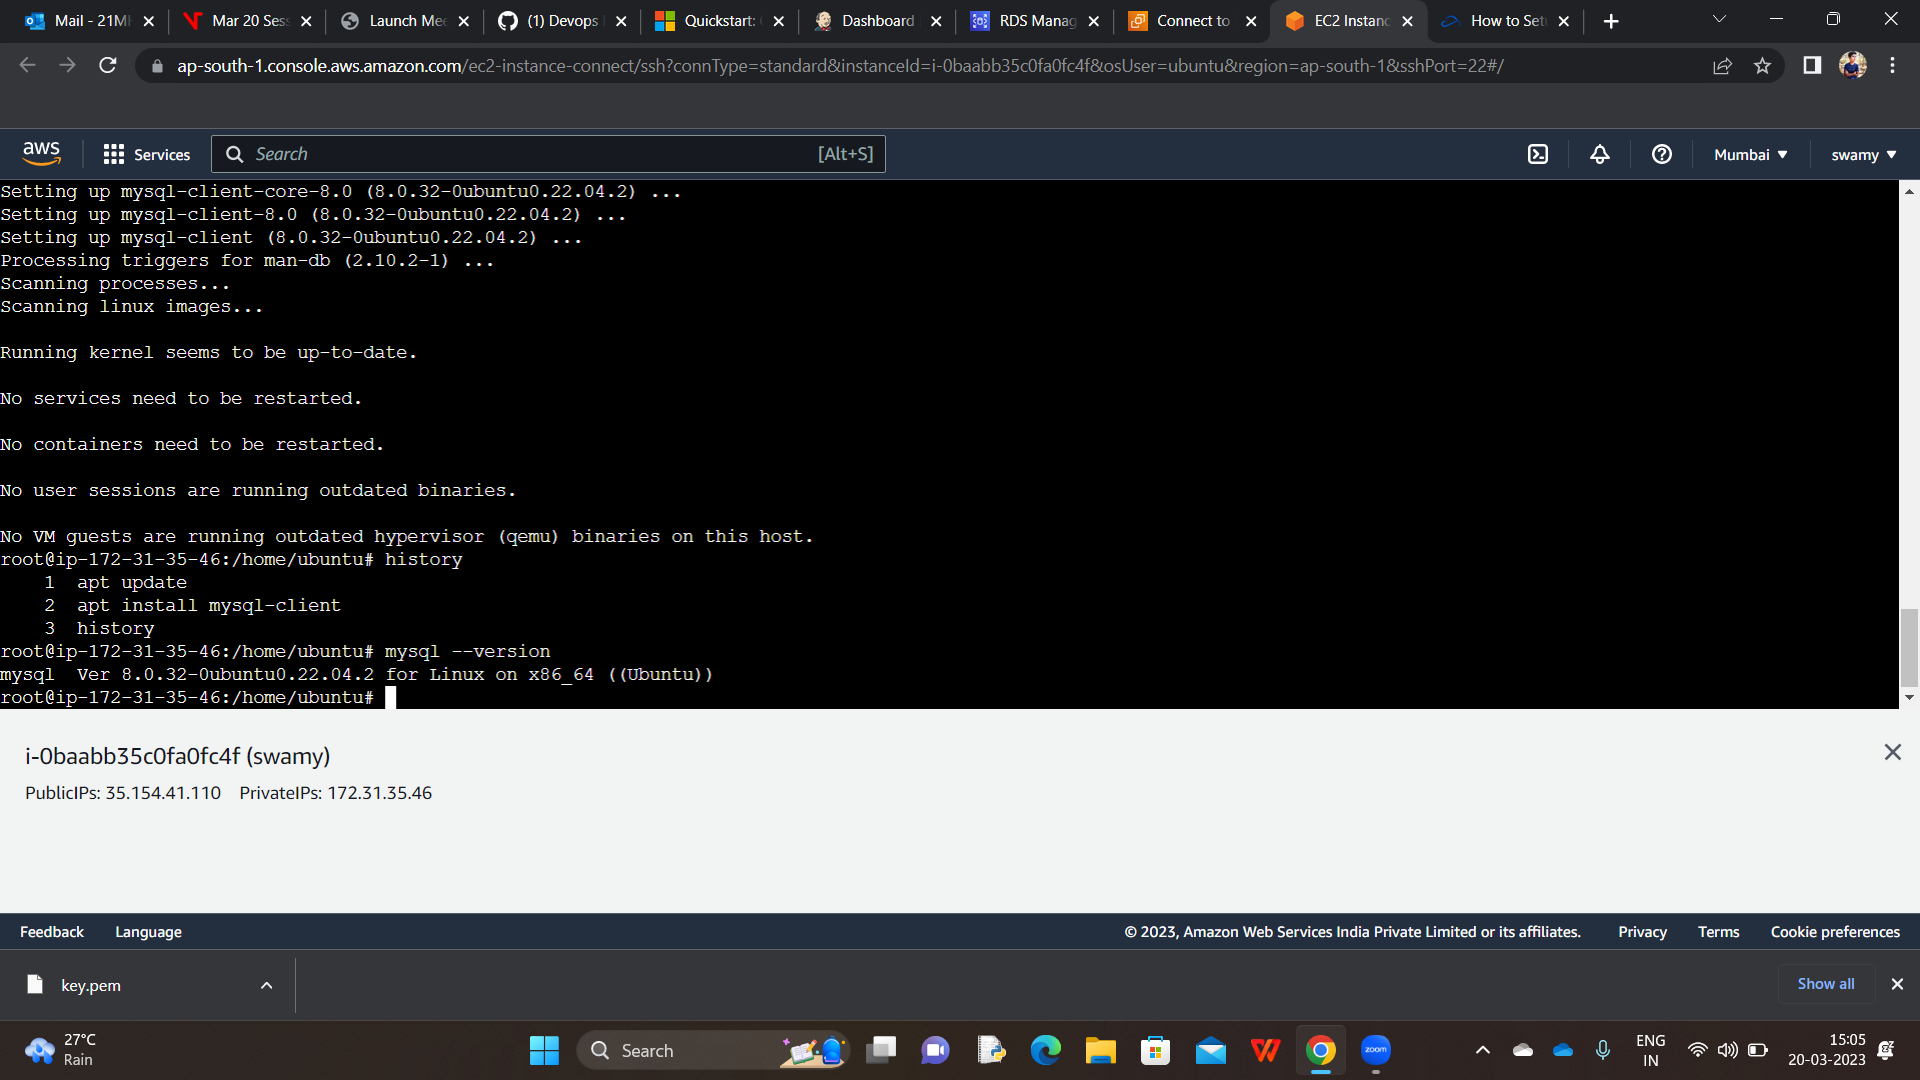 Mail - 21M
Mar 20 Ses
Launch Mee
(1) Devops
Quickstart:
Dashboard
RDS Manag
Connect to
EC2 Instanc
How to Set
ap-south-1.console.aws.amazon.com/ec2-instance-connect/ssh?connType=standard&instanceId=i-0baabb35c0fa0fc4f&osUser=ubuntu&region=ap-south-1&sshPort=22#/
aws
Services
Search
[Alt+S]
Mumbai
swamy
Setting up mysql-client-core-8.0 (8.0.32-0ubuntu0.22.04.2) ...
Setting up mysql-client-8.0 (8.0.32-0ubuntu0.22.04.2) ...
Setting up mysql-client (8.0.32-0ubuntu0.22.04.2) ...
Processing triggers for man-db (2.10.2-1) ...
Scanning processes...
Scanning linux images...
Running kernel seems to be up-to-date.
No services need to be restarted.
No containers need to be restarted.
No user sessions are running outdated binaries.
No VM guests are running outdated hypervisor (qemu) binaries on this host.
root@ip-172-31-35-46:/home/ubuntu# history
1 apt update
2 apt install mysql-client
3 history
root@ip-172-31-35-46:/home/ubuntu# mysql --version
mysql Ver 8.0.32-0ubuntu0.22.04.2 for Linux on x86_64 ((Ubuntu))
root@ip-172-31-35-46:/home/ubuntu#
i-0baabb35c0fa0fc4f (swamy)
PublicIPs: 35.154.41.110 PrivateIPs: 172.31.35.46
Feedback
Language
© 2023, Amazon Web Services India Private Limited or its affiliates.
Privacy
Terms
Cookie preferences
key.pem
Show all
27°C
Rain
Search
zoom
ENG
IN
15:05
20-03-2023